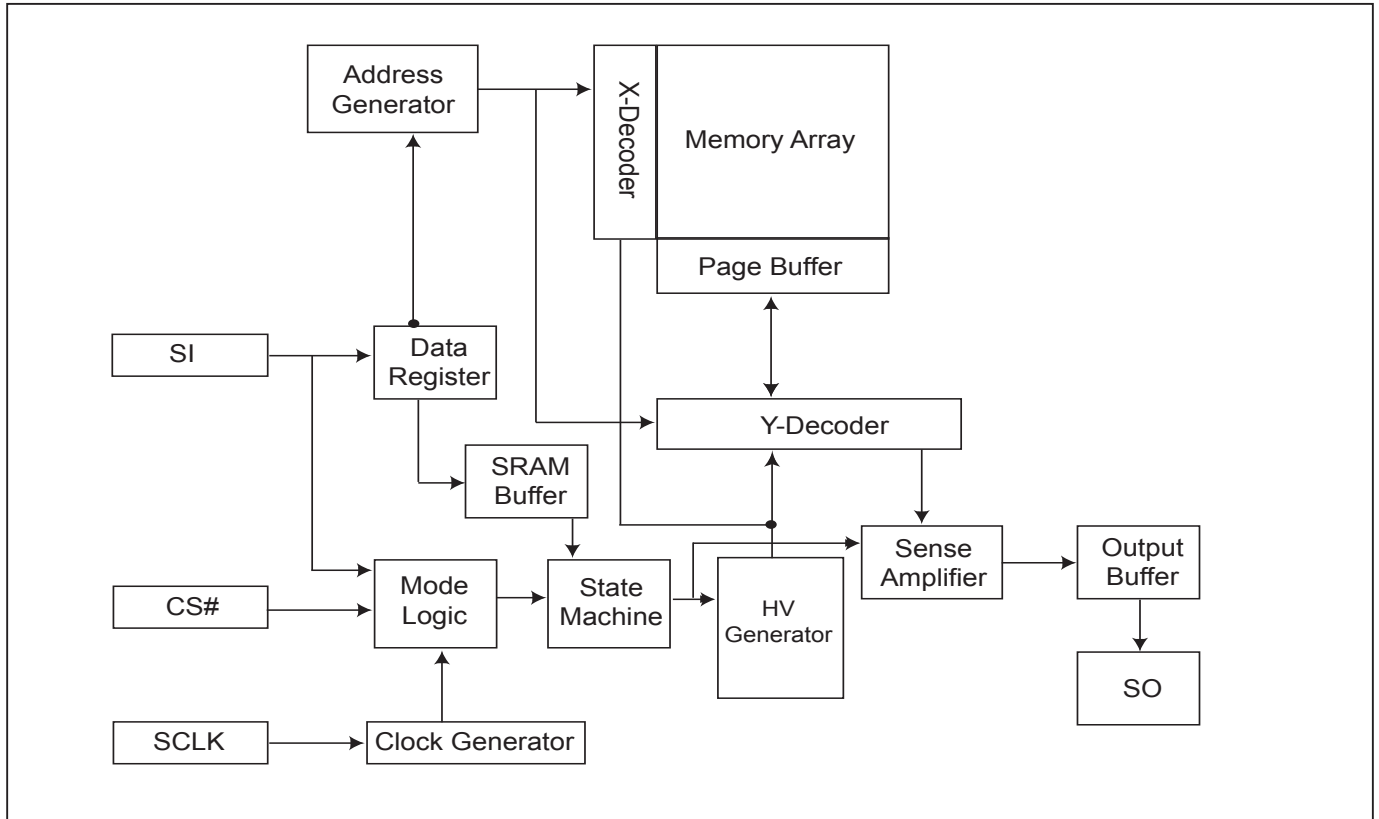 Address
Generator
X-Decoder
Memory Array
Page Buffer
SI
Data
Register
Y-Decoder
SRAM
Buffer
Sense
Amplifier
Output
Buffer
CS#
Mode
Logic
State
Machine
HV
Generator
SO
SCLK
Clock Generator